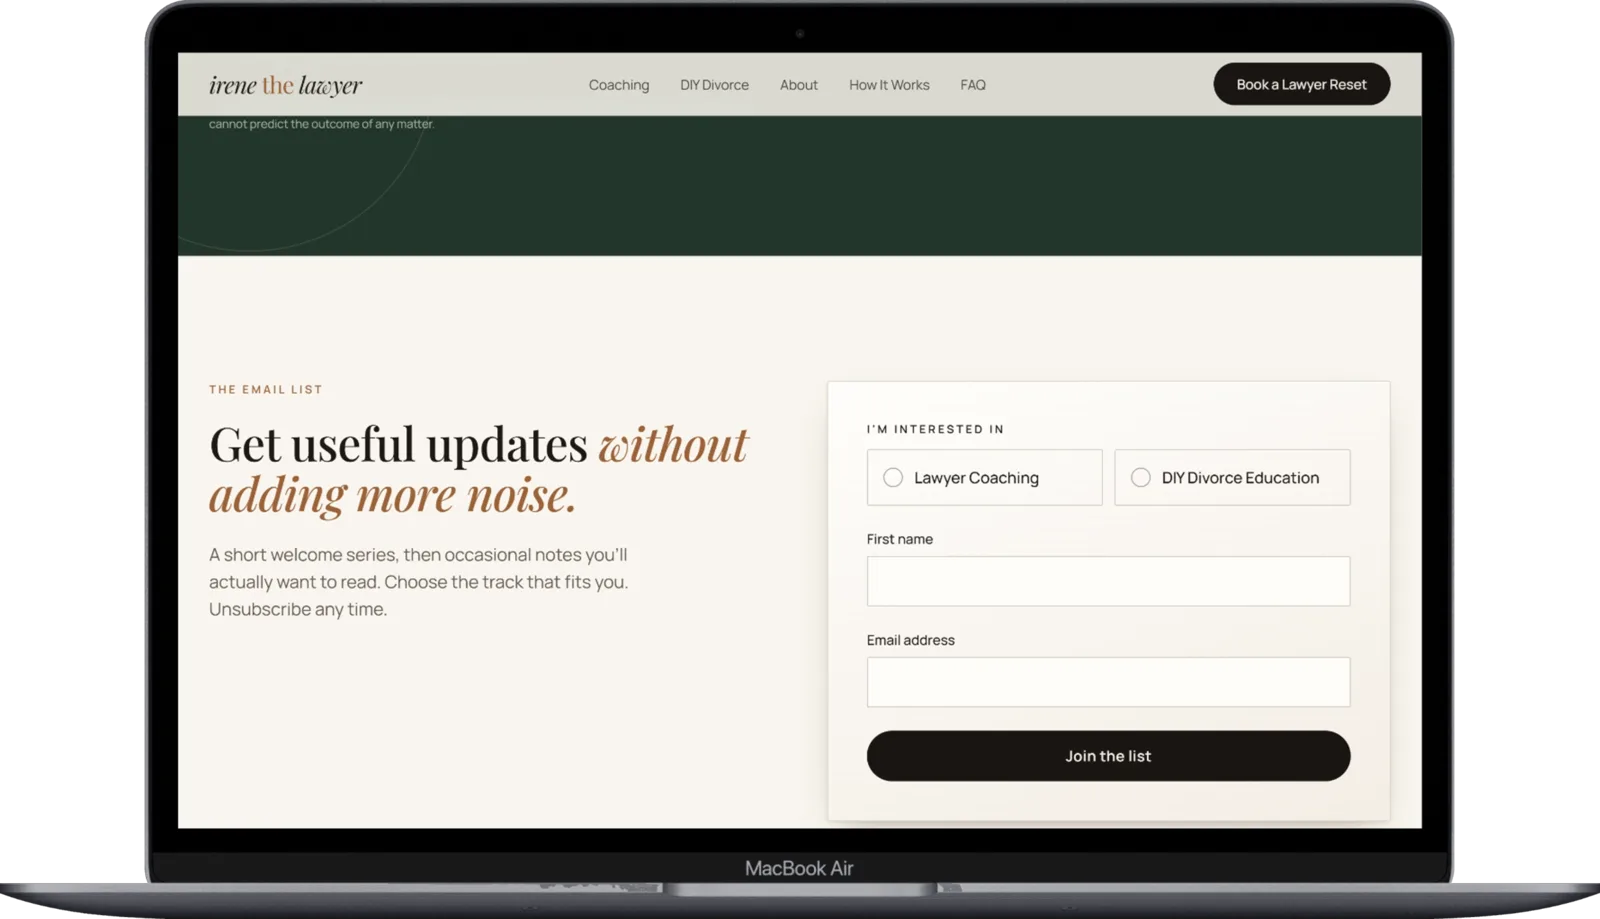 irene the lawyer
Coaching
DIY Divorce
About
How It Works
FAQ
Book a Lawyer Reset
cannot predict the outcome of any matter.
THE EMAIL LIST
Get useful updates without
adding more noise.
A short welcome series, then occasional notes you'll
actually want to read. Choose the track that fits you.
Unsubscribe any time.
I'M INTERESTED IN
Lawyer Coaching
DIY Divorce Education
First name
Email address
Join the list
MacBook Air